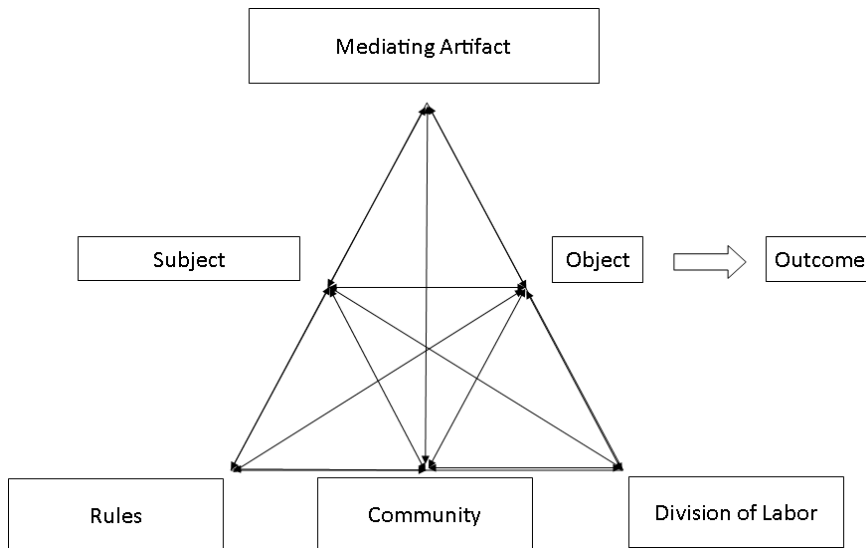 Mediating Artifact
Subject
Object
Outcome
Rules
Community
Division of Labor